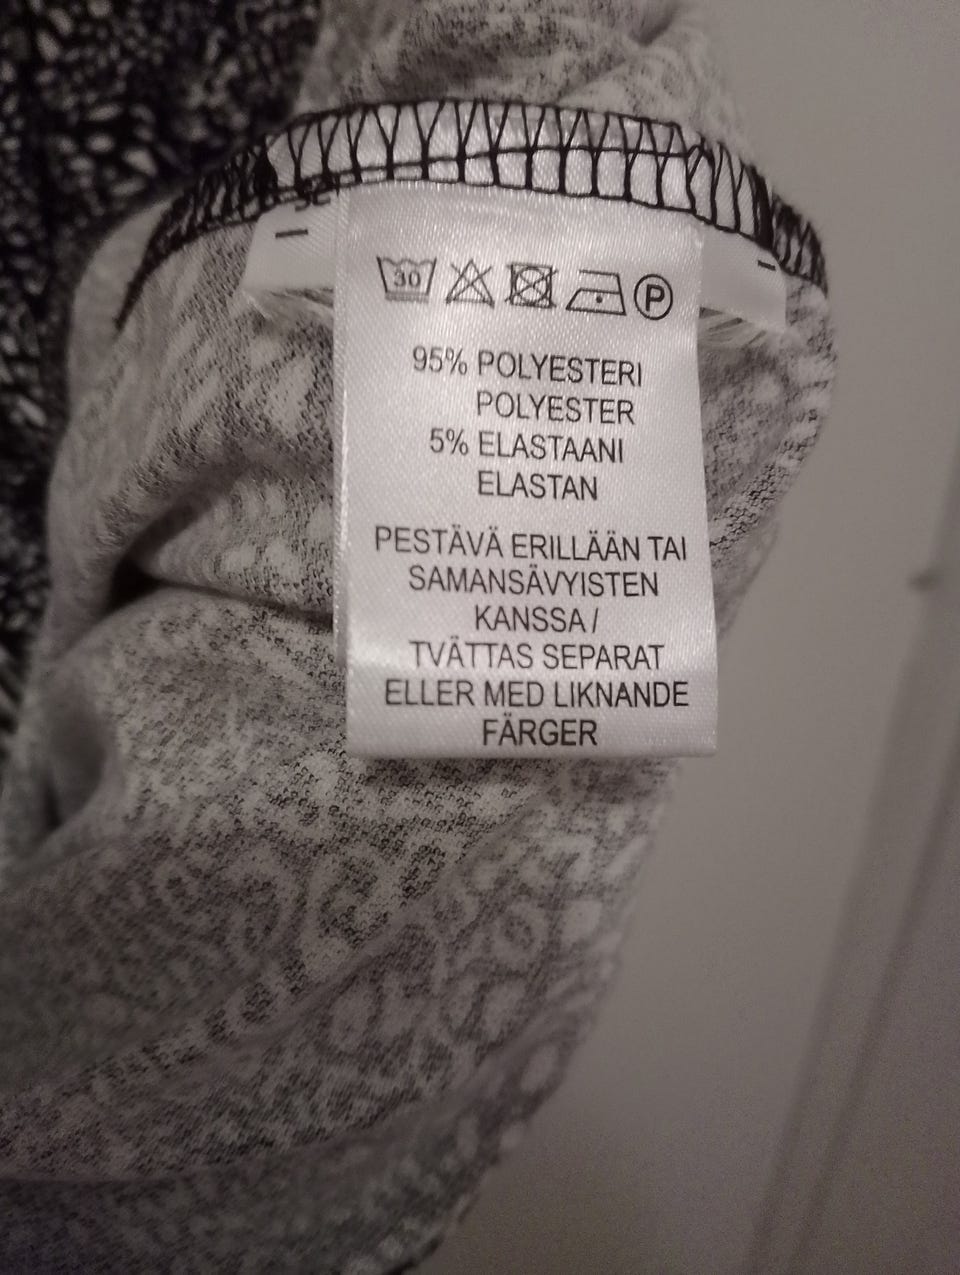 30
P
95% POLYESTERI
POLYESTER
5% ELASTAANI
ELASTAN
PESTÄVÄ ERILLÄÄN TAI
SAMANSÄVYISTEN
KANSSA /
TVÄTTAS SEPARAT
ELLER MED LIKNANDE
FÄRGER